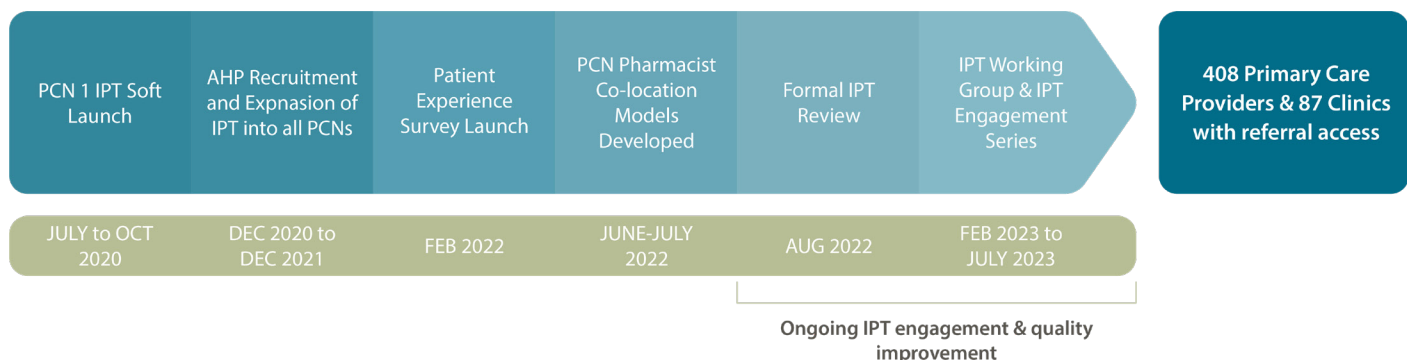 PCN 1 IPT Soft
Launch
AHP Recruitment
and Expnasion of
IPT into all PCNs
Patient
Experience
Survey Launch
PCN Pharmacist
Co-location
Models
Developed
Formal IPT
Review
IPT Working
Group & IPT
Engagement
Series
408 Primary Care
Providers & 87 Clinics
with referral access
JULY to OCT
2020
DEC 2020 to
DEC 2021
FEB 2022
JUNE-JULY
2022
AUG 2022
FEB 2023 to
JULY 2023
Ongoing IPT engagement & quality
improvement